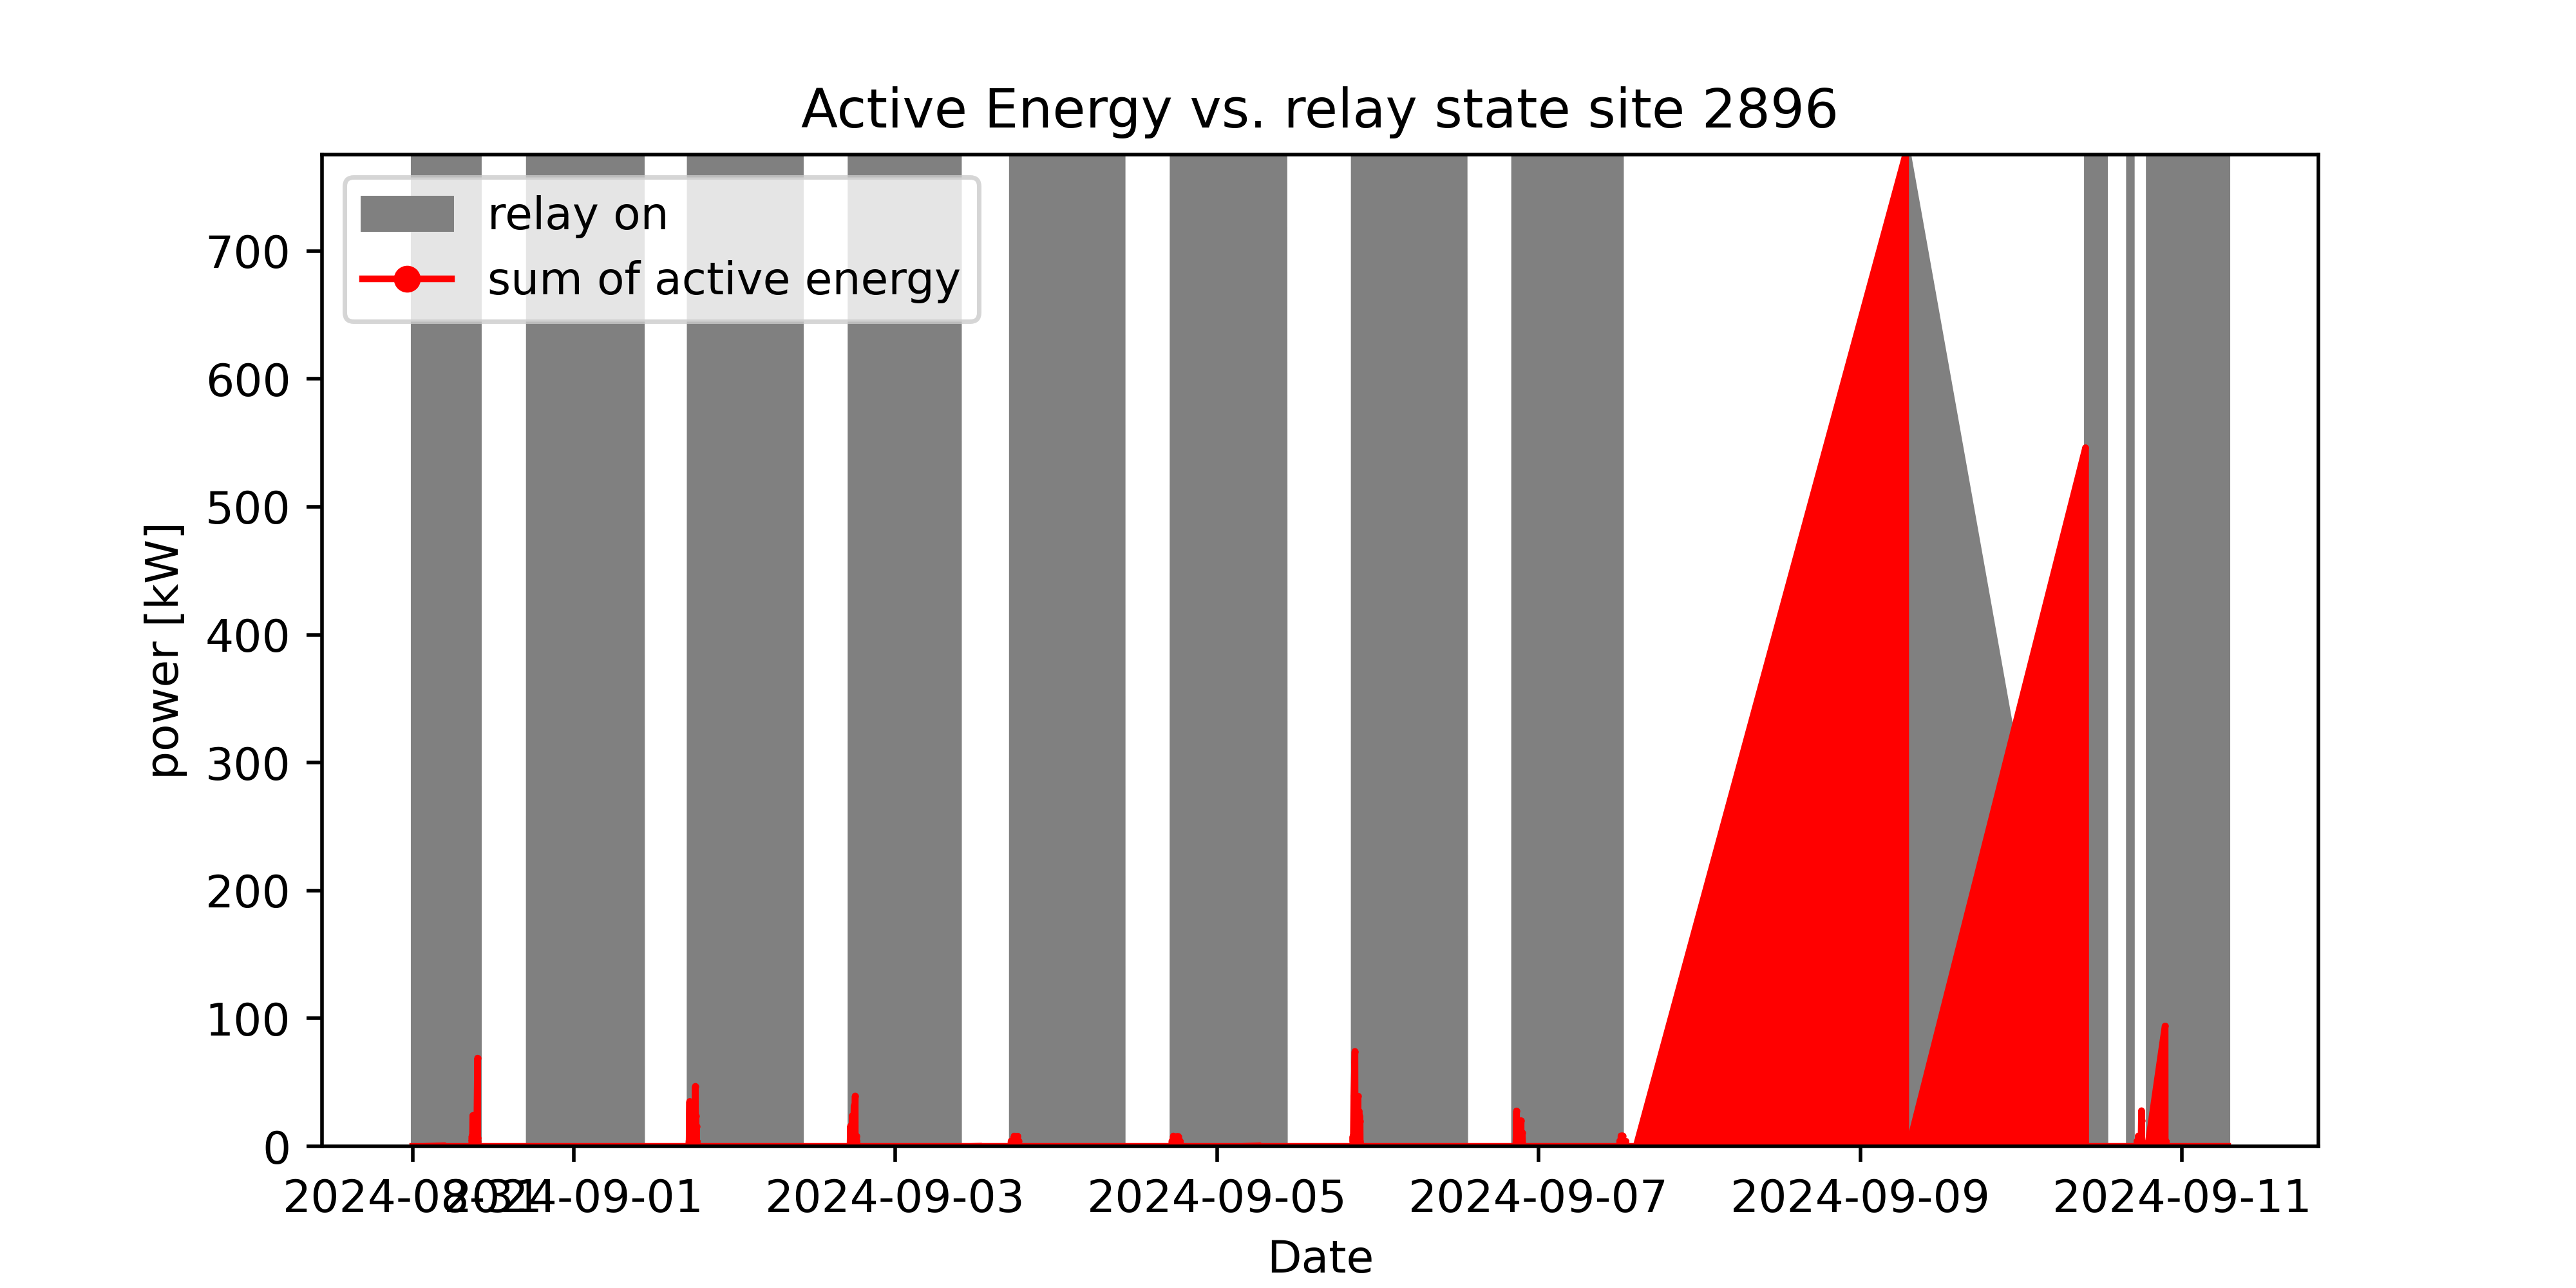 Active Energy vs. relay state site 2896
relay on
sum of active energy
700
600
500
400
300
200
100
0
power [kW]
2024-08-31 2024-09-01 2024-09-03 2024-09-05 2024-09-07 2024-09-09 2024-09-11
Date